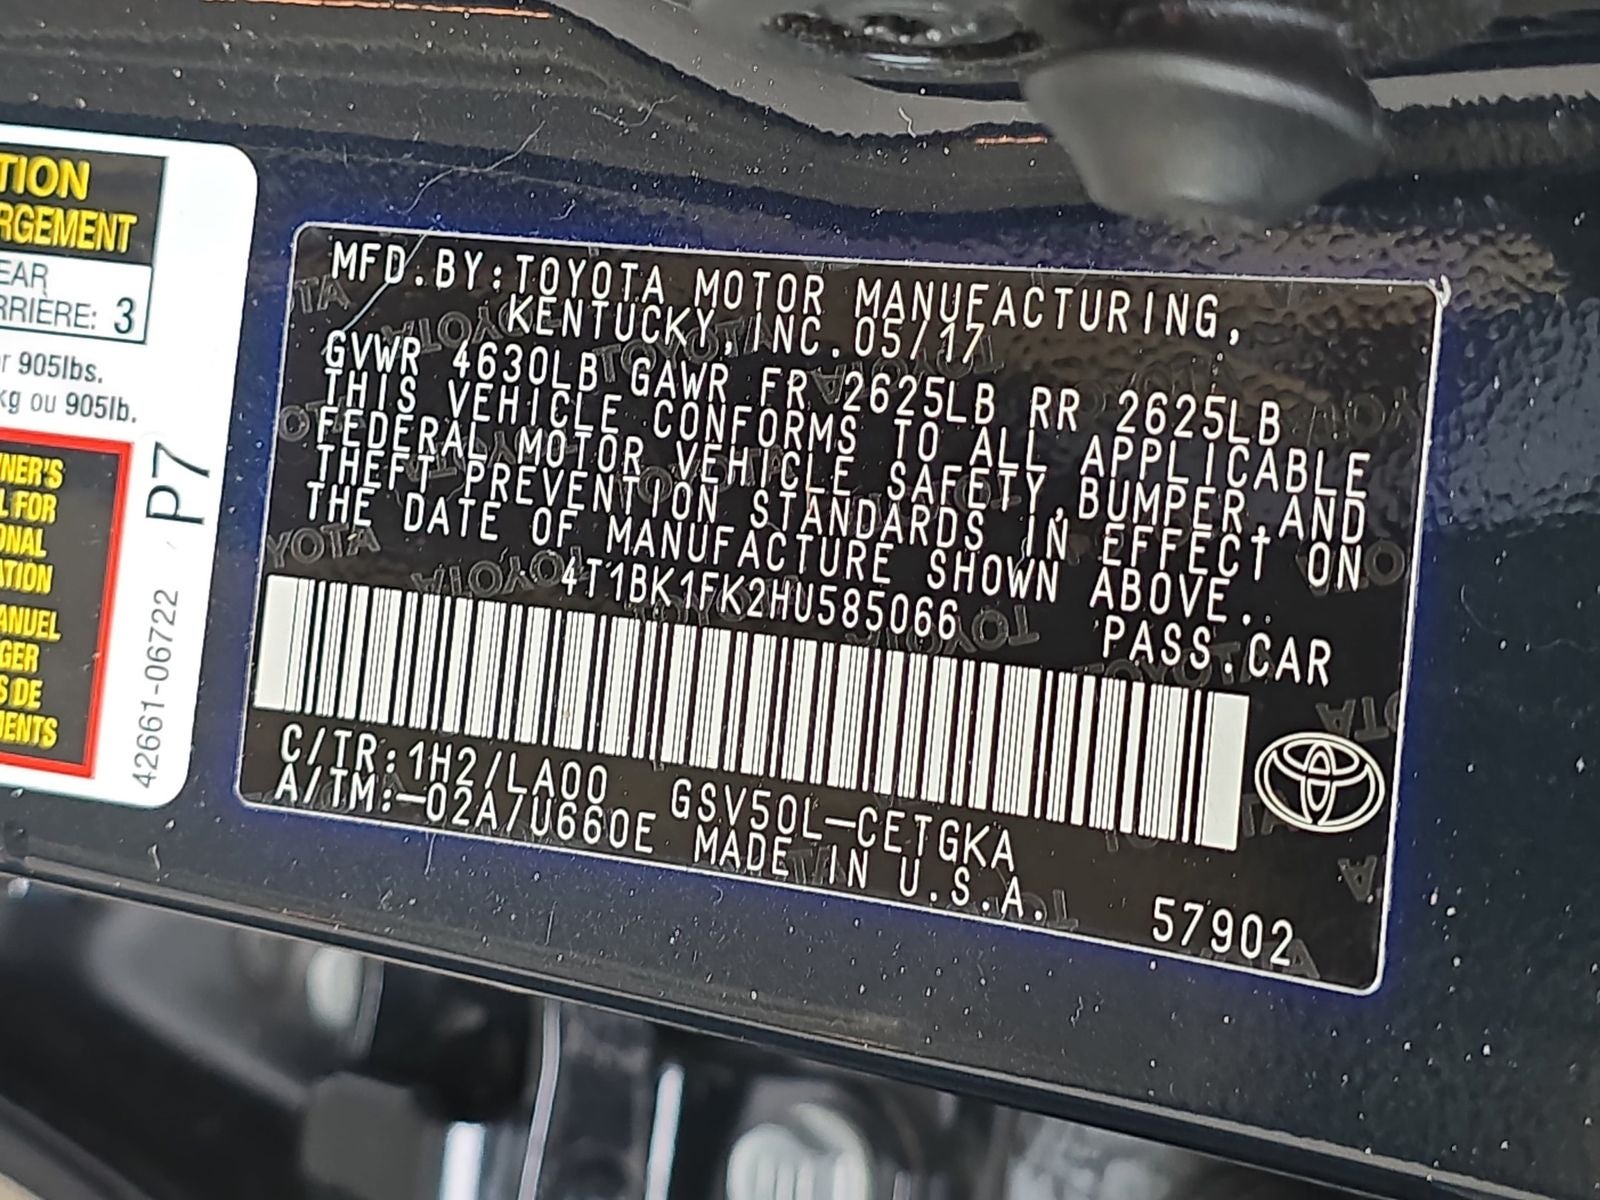 TION
RGEMENT
EAR
RRIÈRE: 3
r 905lbs.
kg ou 905lb.
NER'S
L FOR
ONAL
ATION
ANUEL
GER
S DE
MENTS
42661-06722 P7
MFD.BY:TOYOTA MOTOR MANUFACTURING,
KENTUCKY,INC.05/17
GVWR 4630LB GAWR FR 2625LB RR 2625LB
THIS VEHICLE CONFORMS TO ALL APPLICABLE
FEDERAL MOTOR VEHICLE SAFETY,BUMPER,AND
THEFT PREVENTION STANDARDS IN EFFECT ON
THE DATE OF MANUFACTURE SHOWN ABOVE..
4T1BK1FK2HU585066 PASS.CAR
C/TR:1H2/LA00 GSV50L-CETGKA
A/TM:-02A/U660E MADE IN U.S.A.
57902